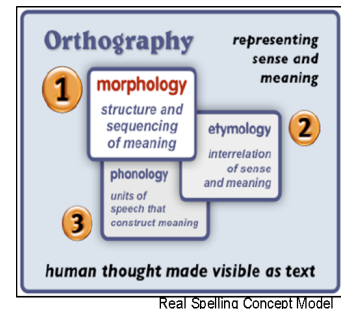 Orthography
representing
sense and
meaning
1
morphology
structure and
sequencing
of meaning
etymology
interrelation
of sense
and meaning
2
phonology
units of
speech that
construct meaning
3
human thought made visible as text
Real Spelling Concept Model